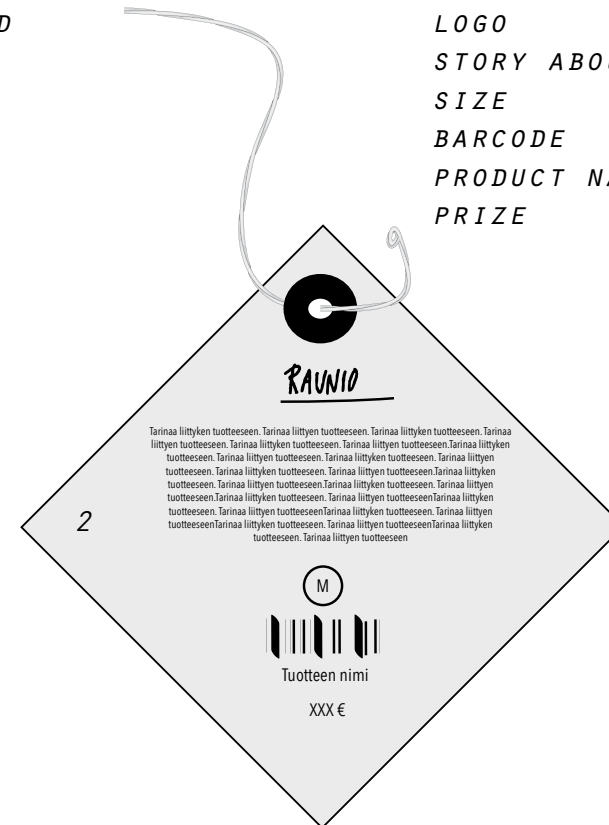 D
LOGO
STORY ABOU
SIZE
BARCODE
PRODUCT NA
PRIZE
RAUNIO
Tarinaa liittyken tuotteeseen. Tarinaa liittyen tuotteeseen. Tarinaa liittyken tuotteeseen. Tarinaa
liittyen tuotteeseen. Tarinaa liittyken tuotteeseen. Tarinaa liittyen tuotteeseen.Tarinaa liittyken
tuotteeseen. Tarinaa liittyen tuotteeseen. Tarinaa liittyken tuotteeseen. Tarinaa liittyen
tuotteeseen. Tarinaa liittyken tuotteeseen. Tarinaa liittyen tuotteeseen.Tarinaa liittyken
tuotteeseen. Tarinaa liittyen tuotteeseen.Tarinaa liittyken tuotteeseen. Tarinaa liittyen
tuotteeseen.Tarinaa liittyken tuotteeseen. Tarinaa liittyen tuotteeseenTarinaa liittyken
tuotteeseen. Tarinaa liittyen tuotteeseenTarinaa liittyken tuotteeseen. Tarinaa liittyen
tuotteeseenTarinaa liittyken tuotteeseen. Tarinaa liittyen tuotteeseenTarinaa liittyken
tuotteeseen. Tarinaa liittyen tuotteeseen
2
M
Tuotteen nimi
XXX €